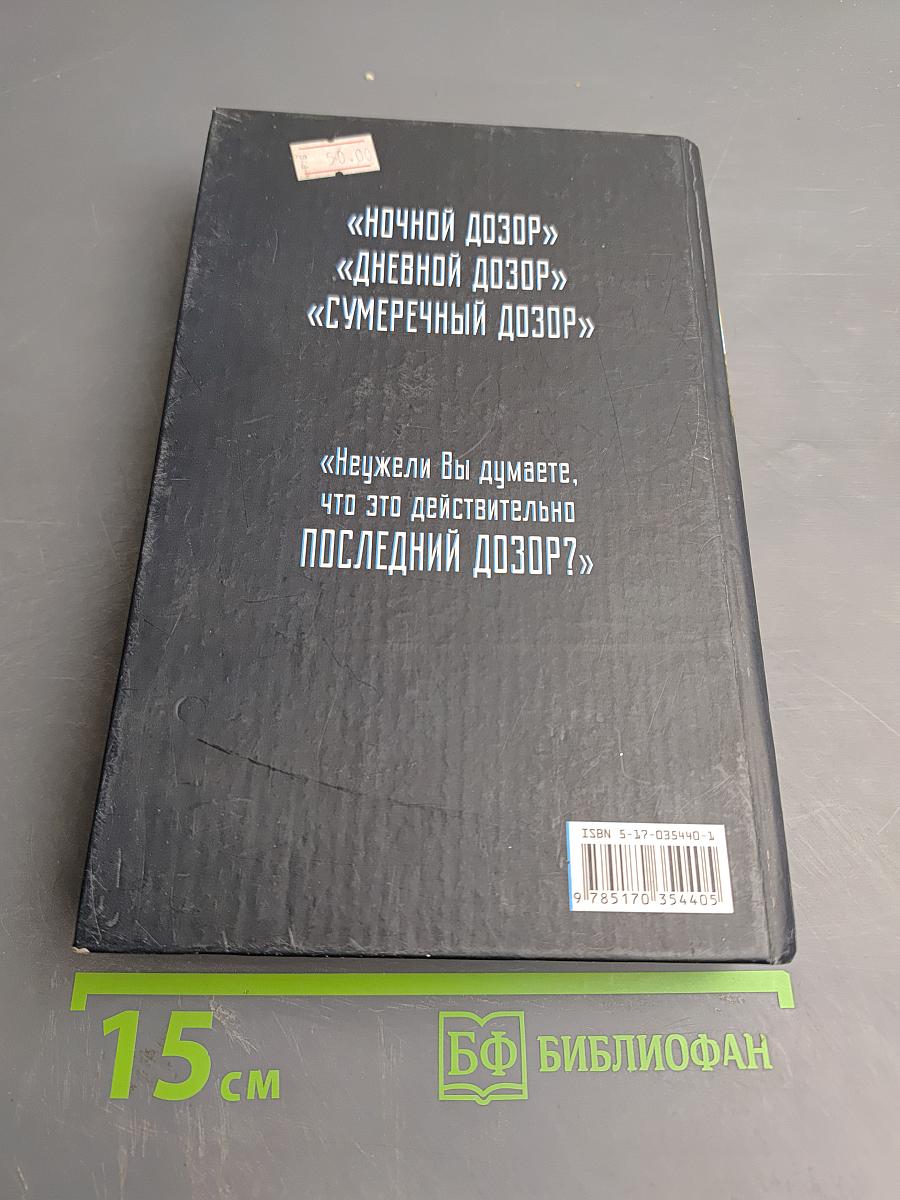 50.00
«НОЧНОЙ ДОЗОР»
«ДНЕВНОЙ ДОЗОР»
«СУМЕРЕЧНЫЙ ДОЗОР»
«Неужели Вы думаете,
что это действительно
ПОСЛЕДНИЙ ДОЗОР?»
ISBN 5-17-035440-1
9 785170 354405
15 см
БФ БИБЛИОФАН